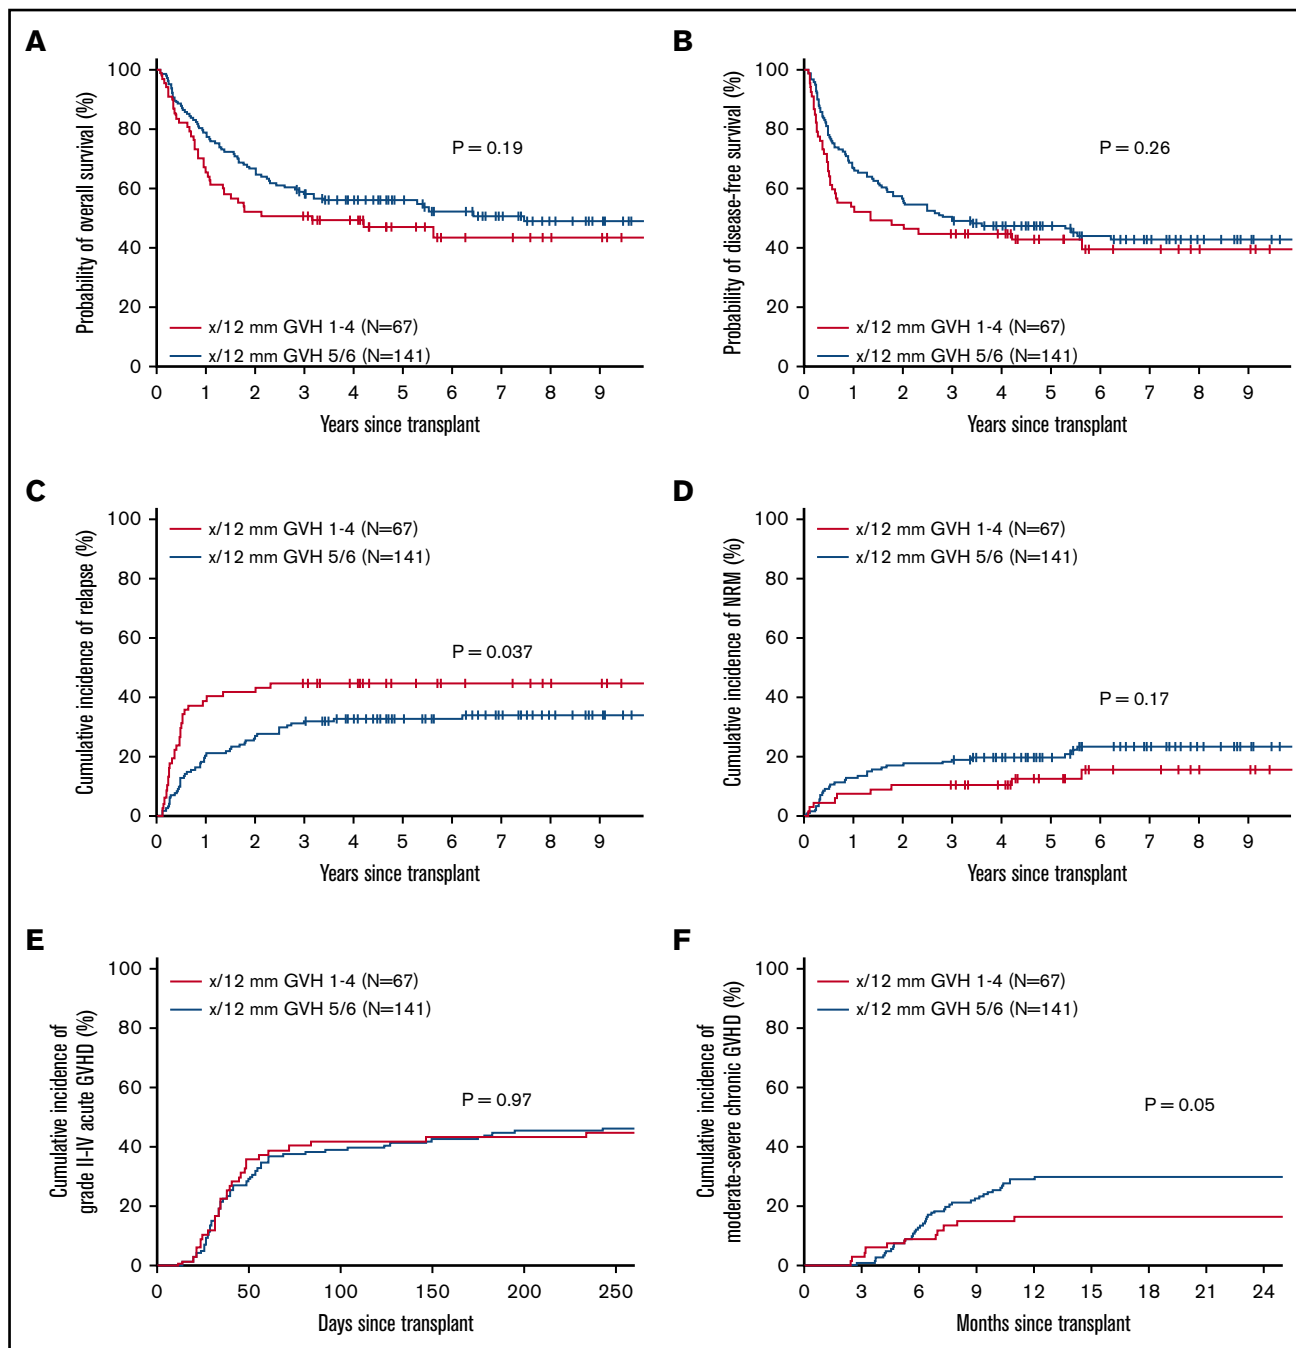 A
Probability of overall survival (%)
100
80
60
40
20
0
P = 0.19
x/12 mm GVH 1-4 (N=67)
x/12 mm GVH 5/6 (N=141)
0 1 2 3 4 5 6 7 8 9
Years since transplant
B
Probability of disease-free survival (%)
100
80
60
40
20
0
P = 0.26
x/12 mm GVH 1-4 (N=67)
x/12 mm GVH 5/6 (N=141)
0 1 2 3 4 5 6 7 8 9
Years since transplant
C
Cumulative incidence of relapse (%)
100
80
60
40
20
0
x/12 mm GVH 1-4 (N=67)
x/12 mm GVH 5/6 (N=141)
P = 0.037
0 1 2 3 4 5 6 7 8 9
Years since transplant
D
Cumulative incidence of NRM (%)
100
80
60
40
20
0
x/12 mm GVH 1-4 (N=67)
x/12 mm GVH 5/6 (N=141)
P = 0.17
0 1 2 3 4 5 6 7 8 9
Years since transplant
E
Cumulative incidence of
grade II-IV acute GVHD (%)
100
80
60
40
20
0
x/12 mm GVH 1-4 (N=67)
x/12 mm GVH 5/6 (N=141)
P = 0.97
0 50 100 150 200 250
Days since transplant
F
Cumulative incidence of
moderate-severe chronic GVHD (%)
100
80
60
40
20
0
x/12 mm GVH 1-4 (N=67)
x/12 mm GVH 5/6 (N=141)
P = 0.05
0 3 6 9 12 15 18 21 24
Months since transplant